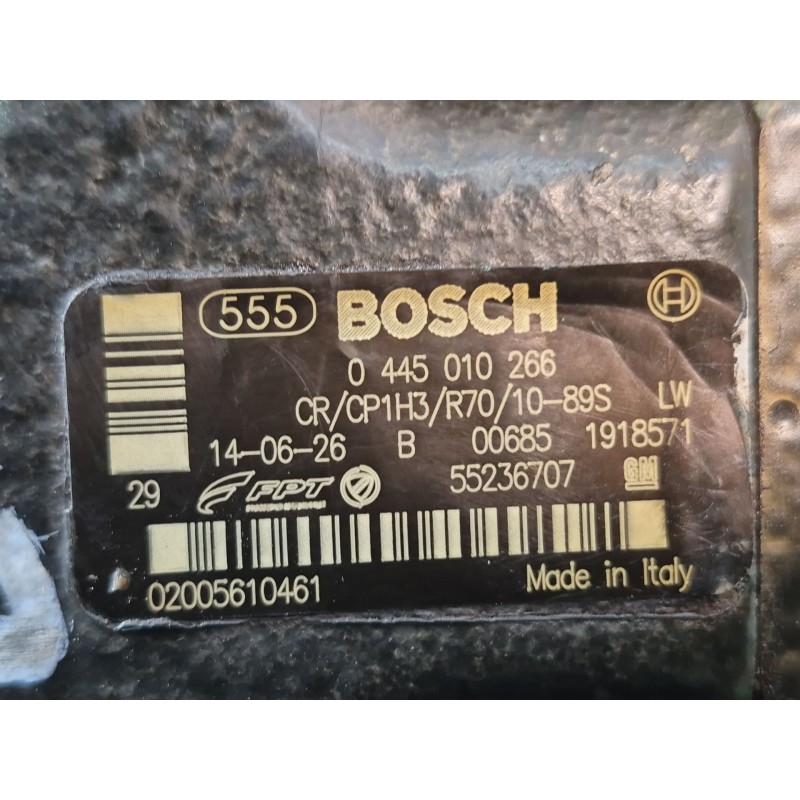 555 BOSCH H
0 445 010 266
CR/CP1H3/R70/10-89S LW
14-06-26 B 00685 1918571
29 FPT 55236707 GM
02005610461 Made in Italy